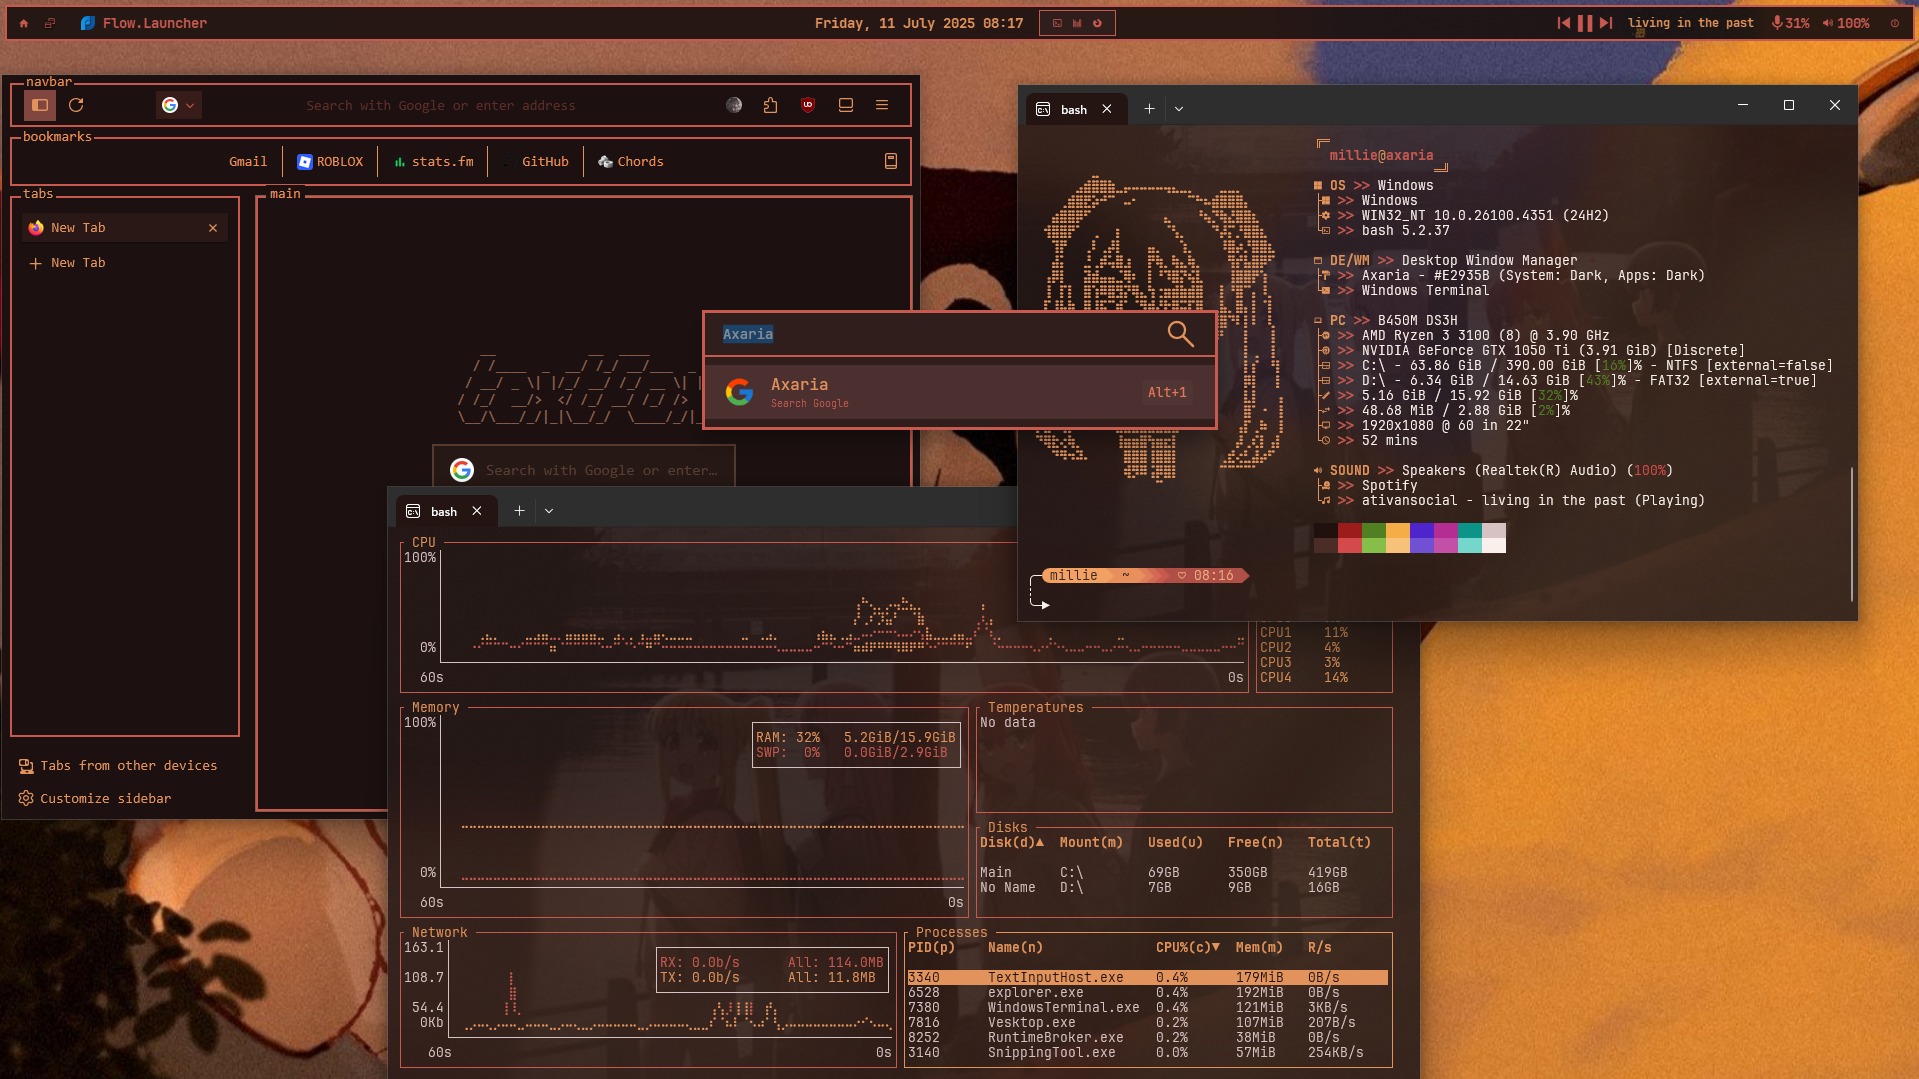 Flow.Launcher
Friday, 11 July 2025 08:17
living in the past
31%
100%
navbar
Search with Google or enter address
bookmarks
Gmail
ROBLOX
stats.fm
GitHub
Chords
tabs
New Tab
New Tab
Tabs from other devices
Customize sidebar
main
Search with Google or enter…
Axaria
Axaria
Search Google
Alt+1
bash
millie@axaria
OS >> Windows
>> Windows
>> WIN32_NT 10.0.26100.4351 (24H2)
>> bash 5.2.37
DE/WM >> Desktop Window Manager
>> Axaria - #E2935B (System: Dark, Apps: Dark)
>> Windows Terminal
PC >> B450M DS3H
>> AMD Ryzen 3 3100 (8) @ 3.90 GHz
>> NVIDIA GeForce GTX 1050 Ti (3.91 GiB) [Discrete]
>> C:\ - 63.86 GiB / 390.00 GiB [16%]% - NTFS [external=false]
>> D:\ - 6.34 GiB / 14.63 GiB [43%]% - FAT32 [external=true]
>> 5.16 GiB / 15.92 GiB [32%]%
>> 48.68 MiB / 2.88 GiB [2%]%
>> 1920x1080 @ 60 in 22"
>> 52 mins
SOUND >> Speakers (Realtek(R) Audio) (100%)
>> Spotify
>> ativansocial - living in the past (Playing)
millie ~ 08:16
bash
CPU
100%
0%
60s 0s
CPU1 11%
CPU2 4%
CPU3 3%
CPU4 14%
Memory
100%
RAM: 32% 5.2GiB/15.9GiB
SWP: 0% 0.0GiB/2.9GiB
0%
60s 0s
Temperatures
No data
Disks
Disk(d)▲ Mount(m) Used(u) Free(n) Total(t)
Main C:\ 69GB 350GB 419GB
No Name D:\ 7GB 9GB 16GB
Network
163.1
108.7
54.4
0Kb
RX: 0.0b/s All: 114.0MB
TX: 0.0b/s All: 11.8MB
60s 0s
Processes
PID(p) Name(n) CPU%(c)▼ Mem(m) R/s
3340 TextInputHost.exe 0.4% 179MiB 0B/s
6528 explorer.exe 0.4% 192MiB 0B/s
7380 WindowsTerminal.exe 0.4% 121MiB 3KB/s
7816 Vesktop.exe 0.2% 107MiB 207B/s
8252 RuntimeBroker.exe 0.2% 38MiB 0B/s
3140 SnippingTool.exe 0.0% 57MiB 254KB/s